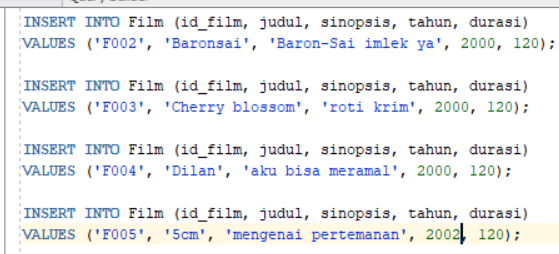 INSERT INTO Film (id_film, judul, sinopsis, tahun, durasi)
VALUES ('F002', 'Baronsai', 'Baron-Sai imlek ya', 2000, 120);
INSERT INTO Film (id_film, judul, sinopsis, tahun, durasi)
VALUES ('F003', 'Cherry blossom', 'roti krim', 2000, 120);
INSERT INTO Film (id_film, judul, sinopsis, tahun, durasi)
VALUES ('F004', 'Dilan', 'aku bisa meramal', 2000, 120);
INSERT INTO Film (id_film, judul, sinopsis, tahun, durasi)
VALUES ('F005', '5cm', 'mengenai pertemanan', 2002, 120);